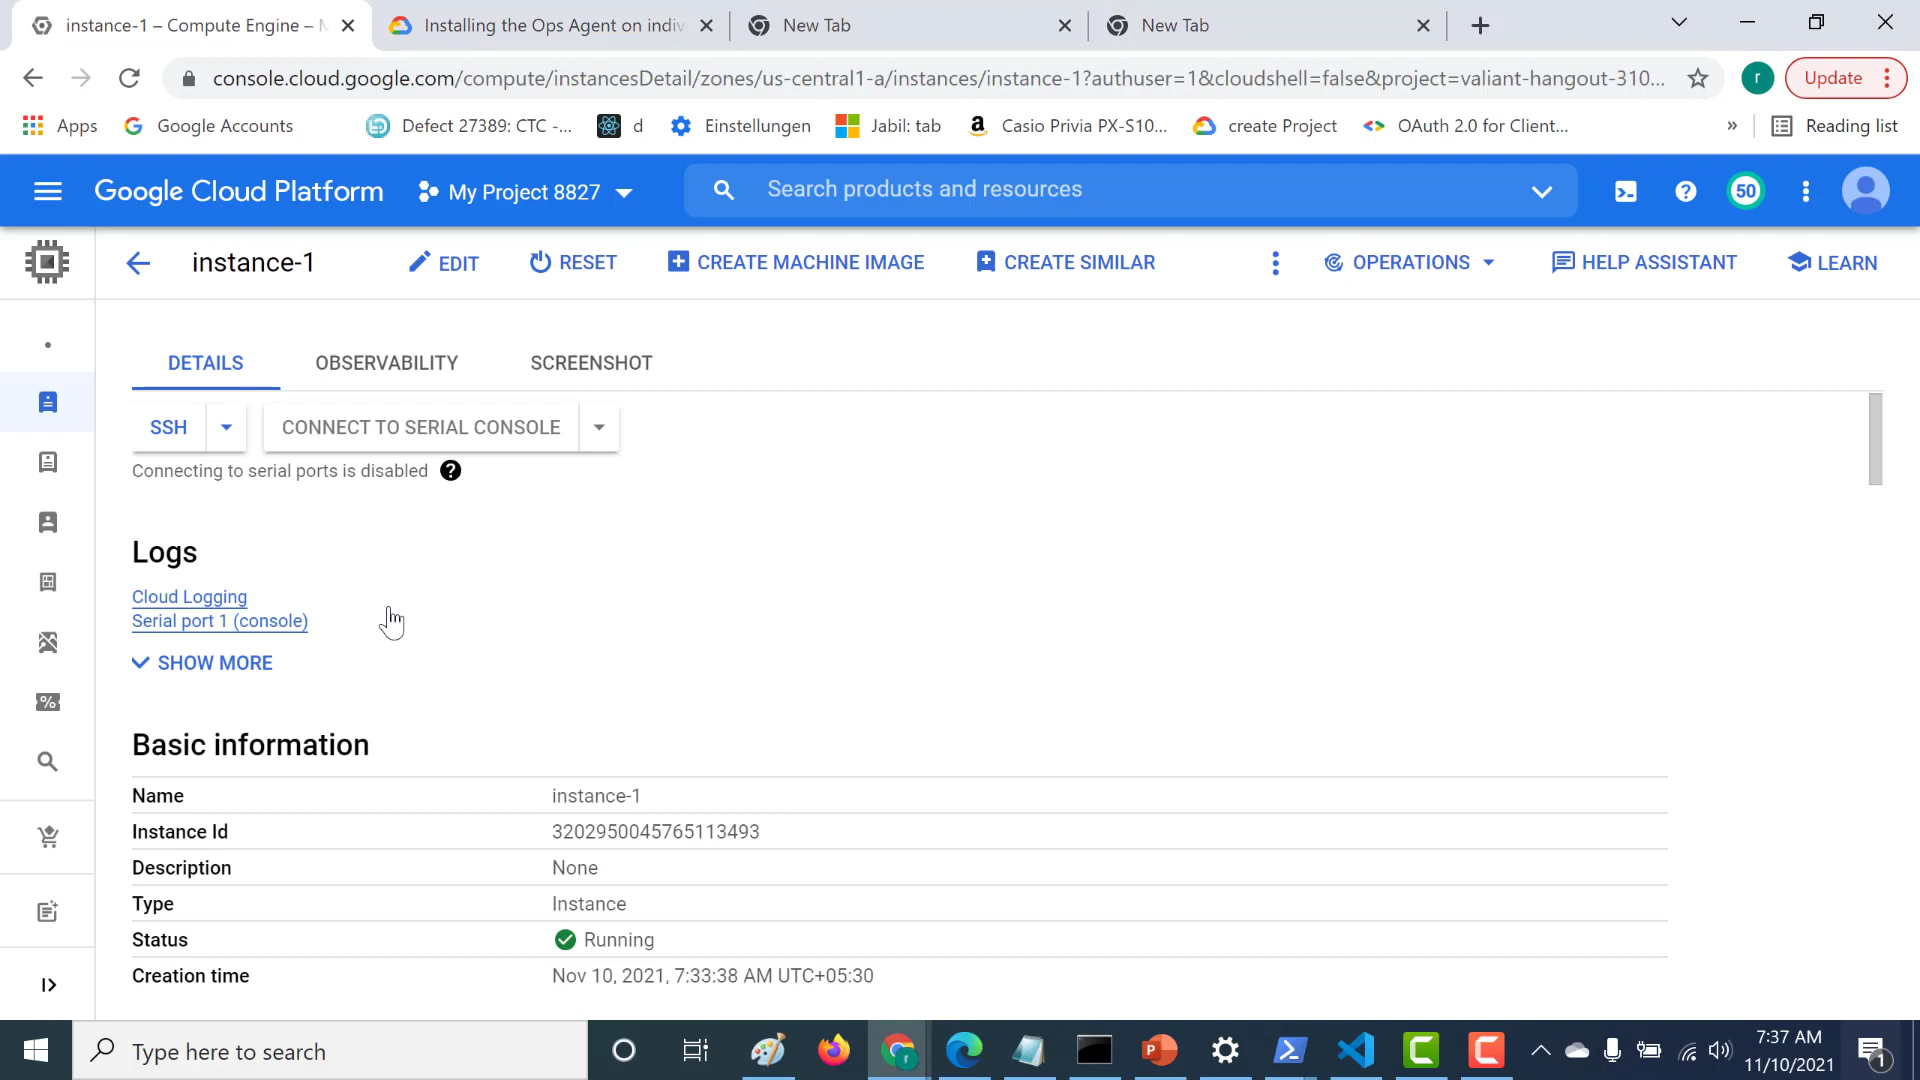 instance-1 – Compute Engine – M
Installing the Ops Agent on indiv
New Tab
New Tab
console.cloud.google.com/compute/instancesDetail/zones/us-central1-a/instances/instance-1?authuser=1&cloudshell=false&project=valiant-hangout-310...
r
Update
Apps
Google Accounts
Defect 27389: CTC -...
d
Einstellungen
Jabil: tab
Casio Privia PX-S10...
create Project
OAuth 2.0 for Client...
»
Reading list
Google Cloud Platform
My Project 8827
Search products and resources
50
instance-1
EDIT
RESET
CREATE MACHINE IMAGE
CREATE SIMILAR
OPERATIONS
HELP ASSISTANT
LEARN
DETAILS
OBSERVABILITY
SCREENSHOT
SSH
CONNECT TO SERIAL CONSOLE
Connecting to serial ports is disabled
Logs
Cloud Logging
Serial port 1 (console)
SHOW MORE
Basic information
Name instance-1
Instance Id 3202950045765113493
Description None
Type Instance
Status Running
Creation time Nov 10, 2021, 7:33:38 AM UTC+05:30
Type here to search
7:37 AM
11/10/2021
1